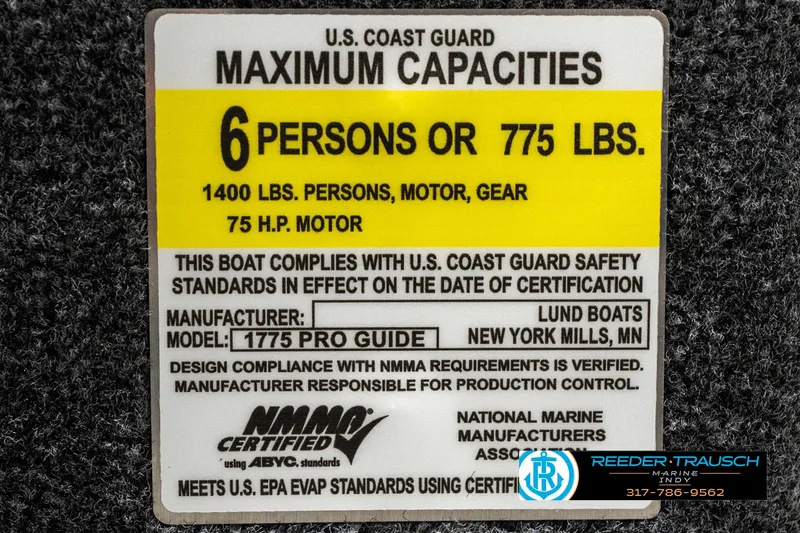 U.S. COAST GUARD
MAXIMUM CAPACITIES
6 PERSONS OR 775 LBS.
1400 LBS. PERSONS, MOTOR, GEAR
75 H.P. MOTOR
THIS BOAT COMPLIES WITH U.S. COAST GUARD SAFETY
STANDARDS IN EFFECT ON THE DATE OF CERTIFICATION
MANUFACTURER: LUND BOATS
MODEL: 1775 PRO GUIDE NEW YORK MILLS, MN
DESIGN COMPLIANCE WITH NMMA REQUIREMENTS IS VERIFIED.
MANUFACTURER RESPONSIBLE FOR PRODUCTION CONTROL.
NMMA®
CERTIFIED
using ABYC. standards
NATIONAL MARINE
MANUFACTURERS
MEETS U.S. EPA EVAP STANDARDS USING
REEDER·TRAUSCH
MARINE
INDY
317-786-9562